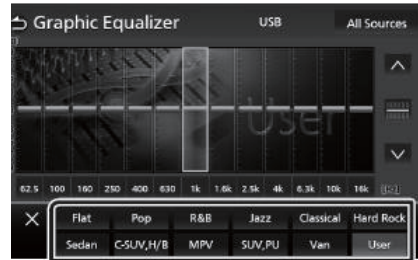 Graphic Equalizer USB All Sources
User
62.5 100 160 250 400 630 1k 1.6k 2.5k 4k 6.3k 10k 16k
Flat Pop R&B Jazz Classical Hard Rock
Sedan C-SUV,H/B MPV SUV,PU Van User